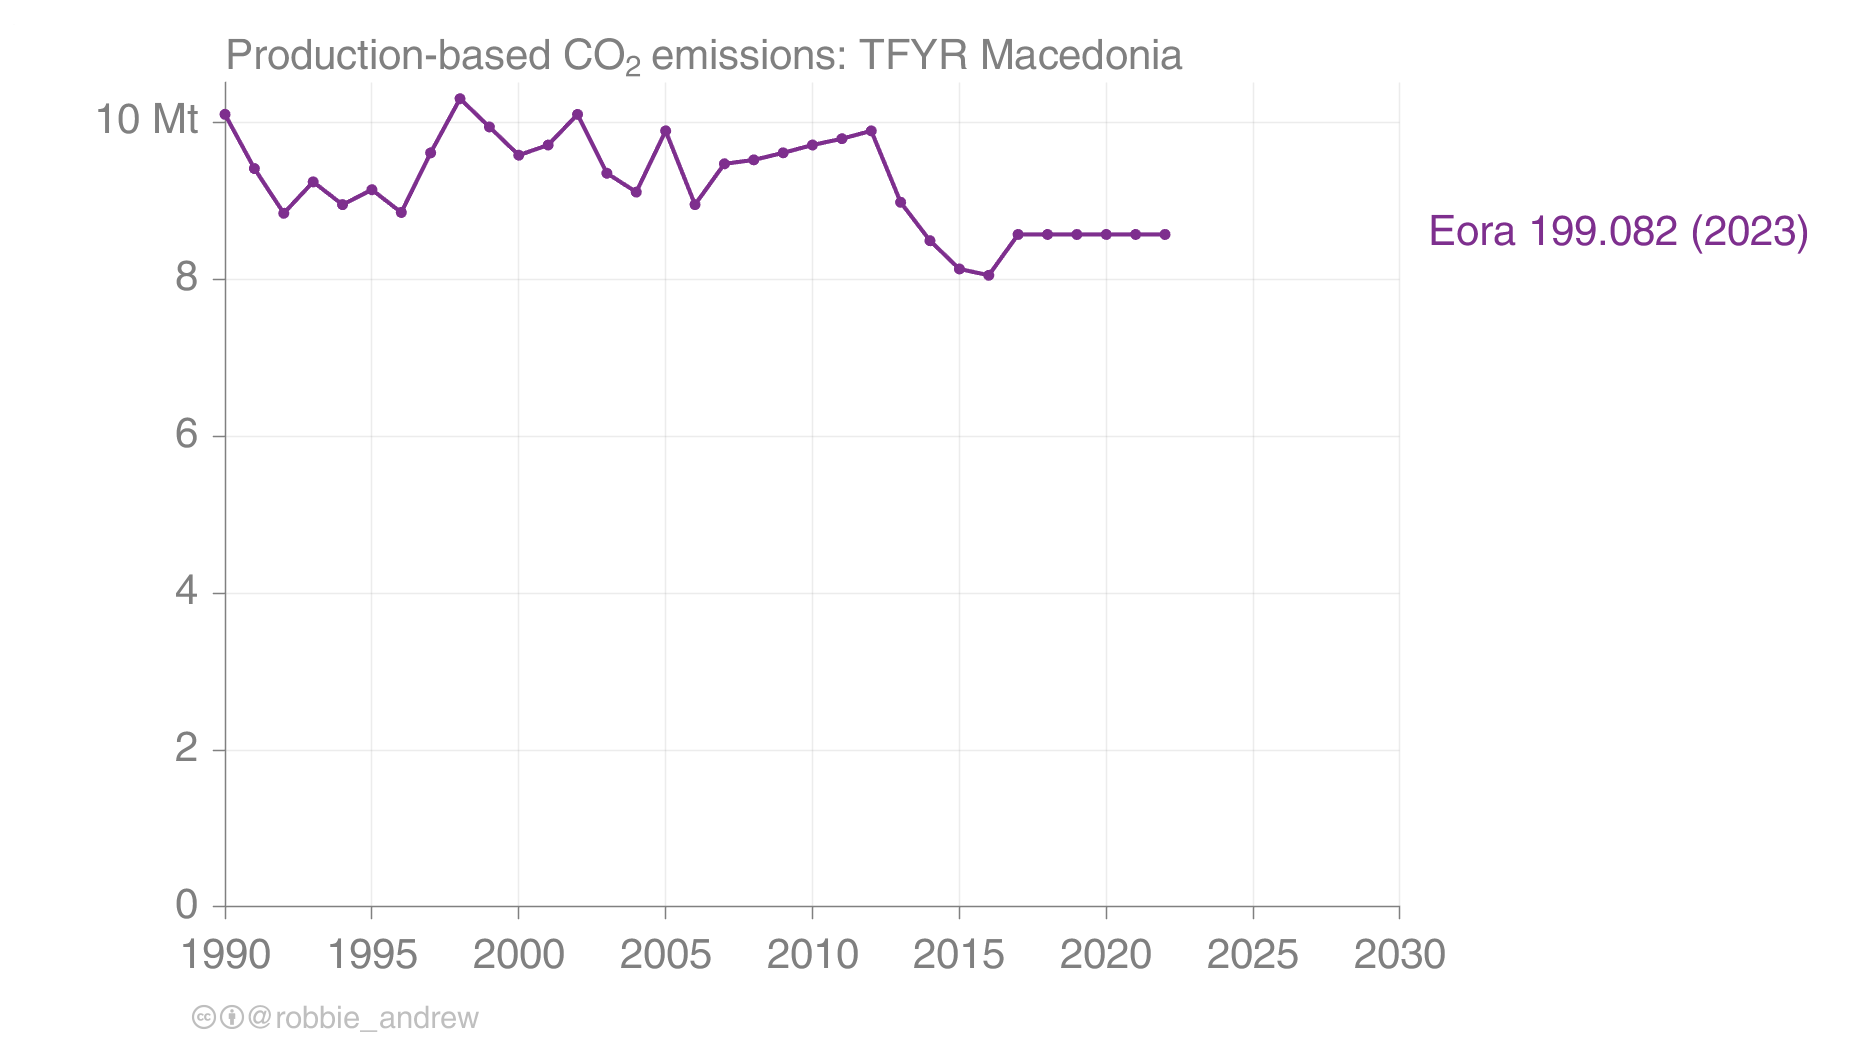 Production-based CO₂ emissions: TFYR Macedonia
10 Mt
8
6
4
2
0
1990 1995 2000 2005 2010 2015 2020 2025 2030
Eora 199.082 (2023)
cc @robbie_andrew